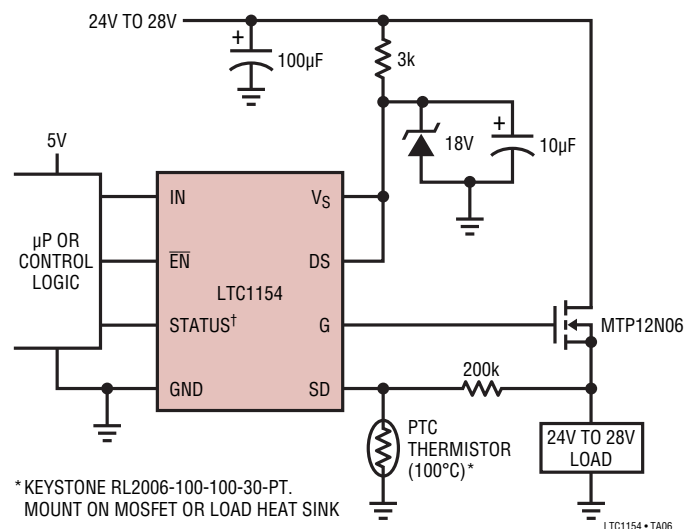 24V TO 28V
+
100µF
3k
5V
+
18V
10µF
IN
VS
µP OR
CONTROL
LOGIC
EN
DS
LTC1154
STATUS†
G
MTP12N06
200k
GND
SD
PTC
THERMISTOR
(100°C)*
24V TO 28V
LOAD
*KEYSTONE RL2006-100-100-30-PT.
MOUNT ON MOSFET OR LOAD HEAT SINK
LTC1154 • TA06